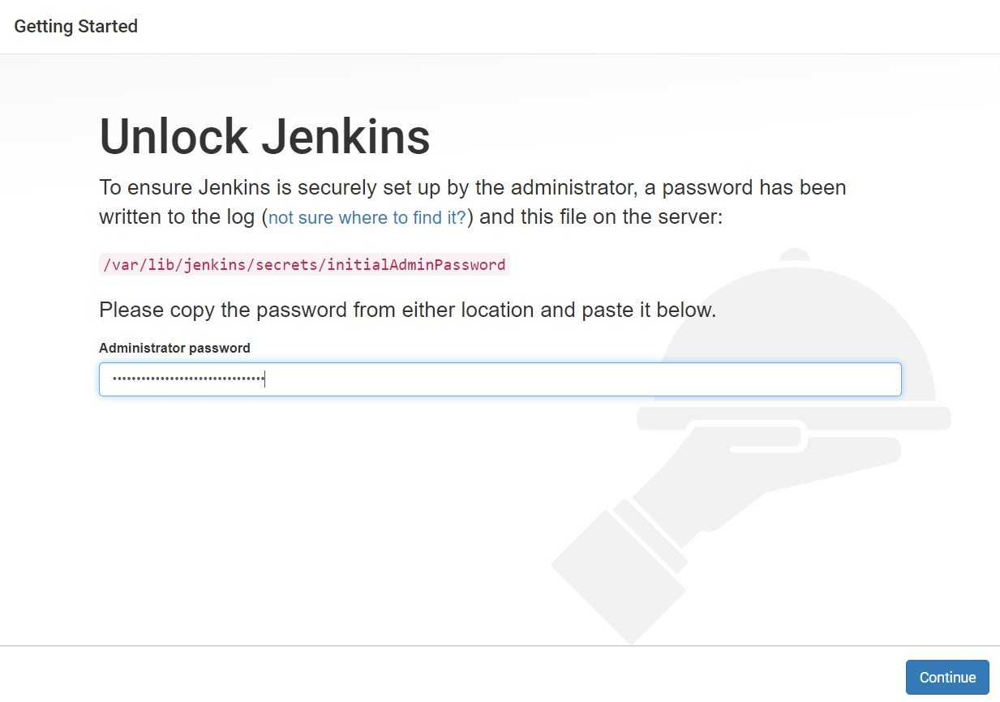 Getting Started
Unlock Jenkins
To ensure Jenkins is securely set up by the administrator, a password has been
written to the log (not sure where to find it?) and this file on the server:
/var/lib/jenkins/secrets/initialAdminPassword
Please copy the password from either location and paste it below.
Administrator password
••••••••••••••••••••••••••••••••
Continue